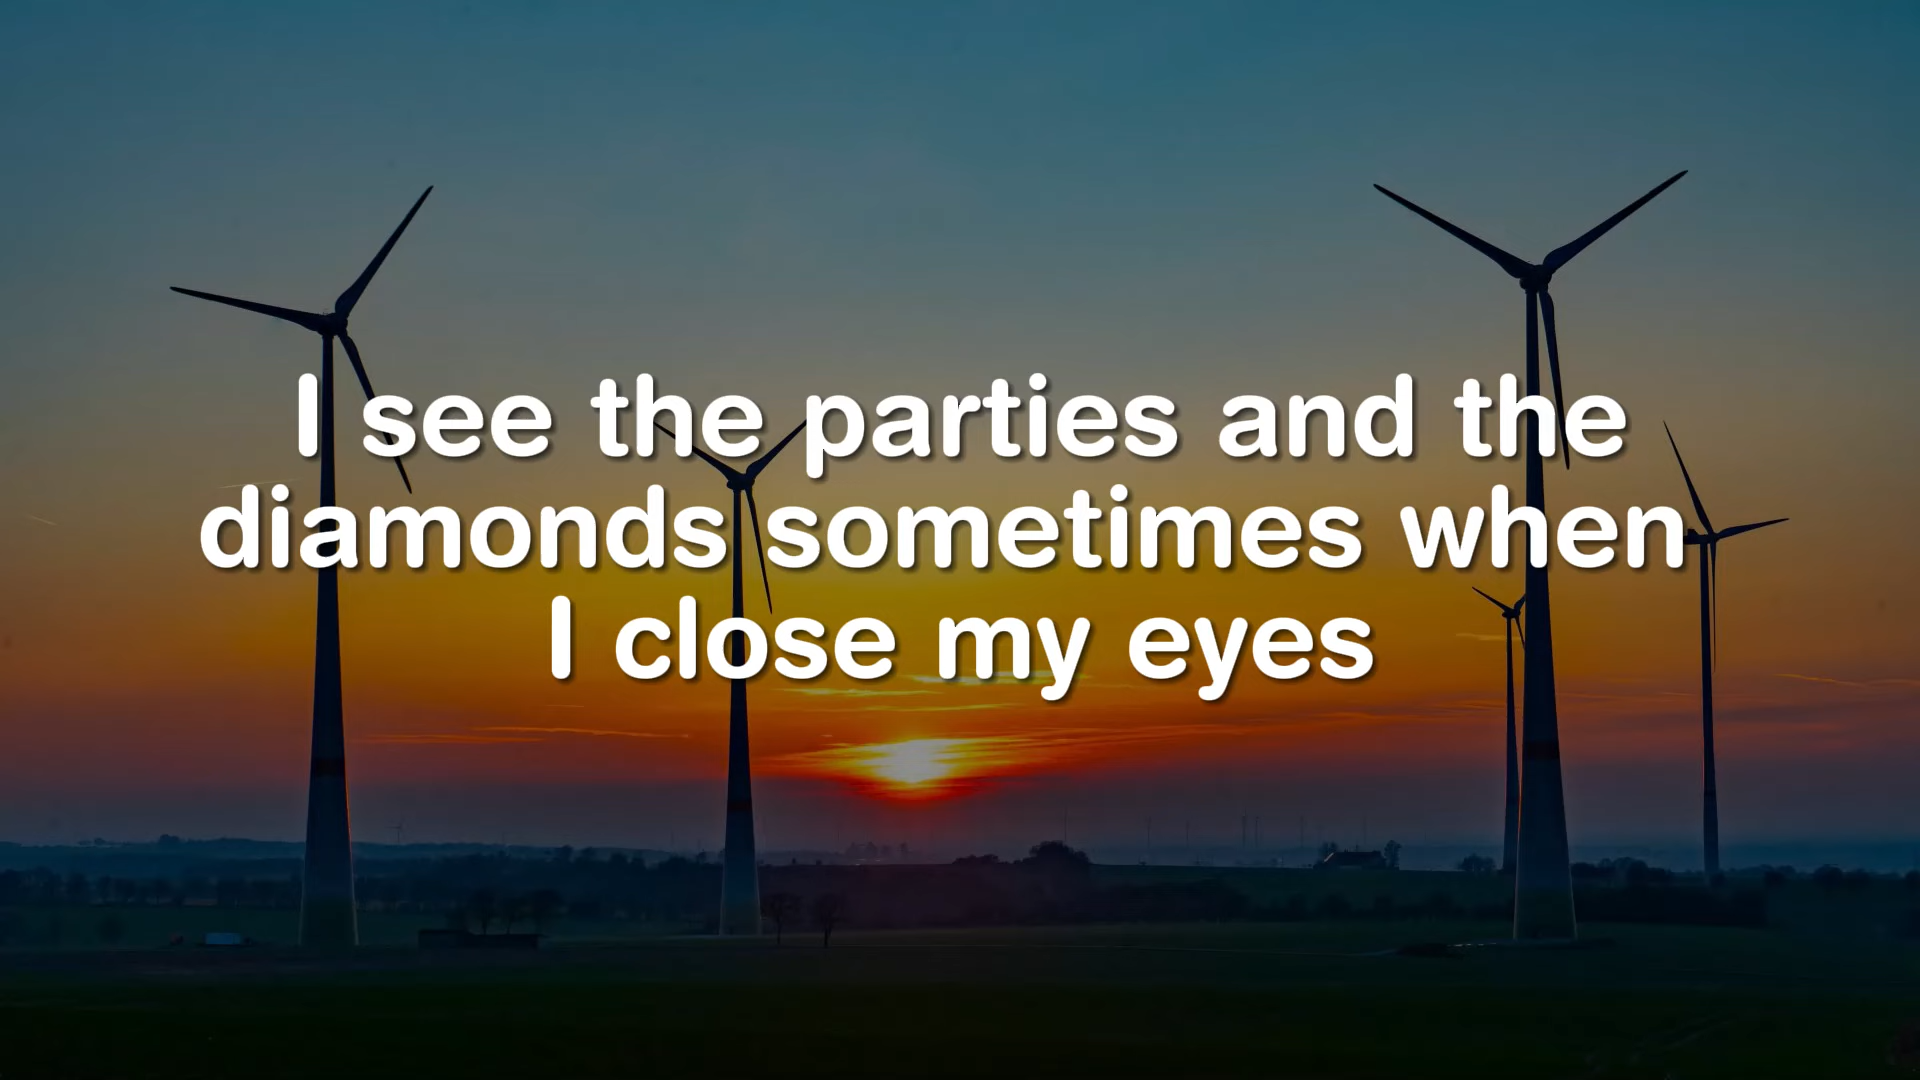 I see the parties and the
diamonds sometimes when
I close my eyes